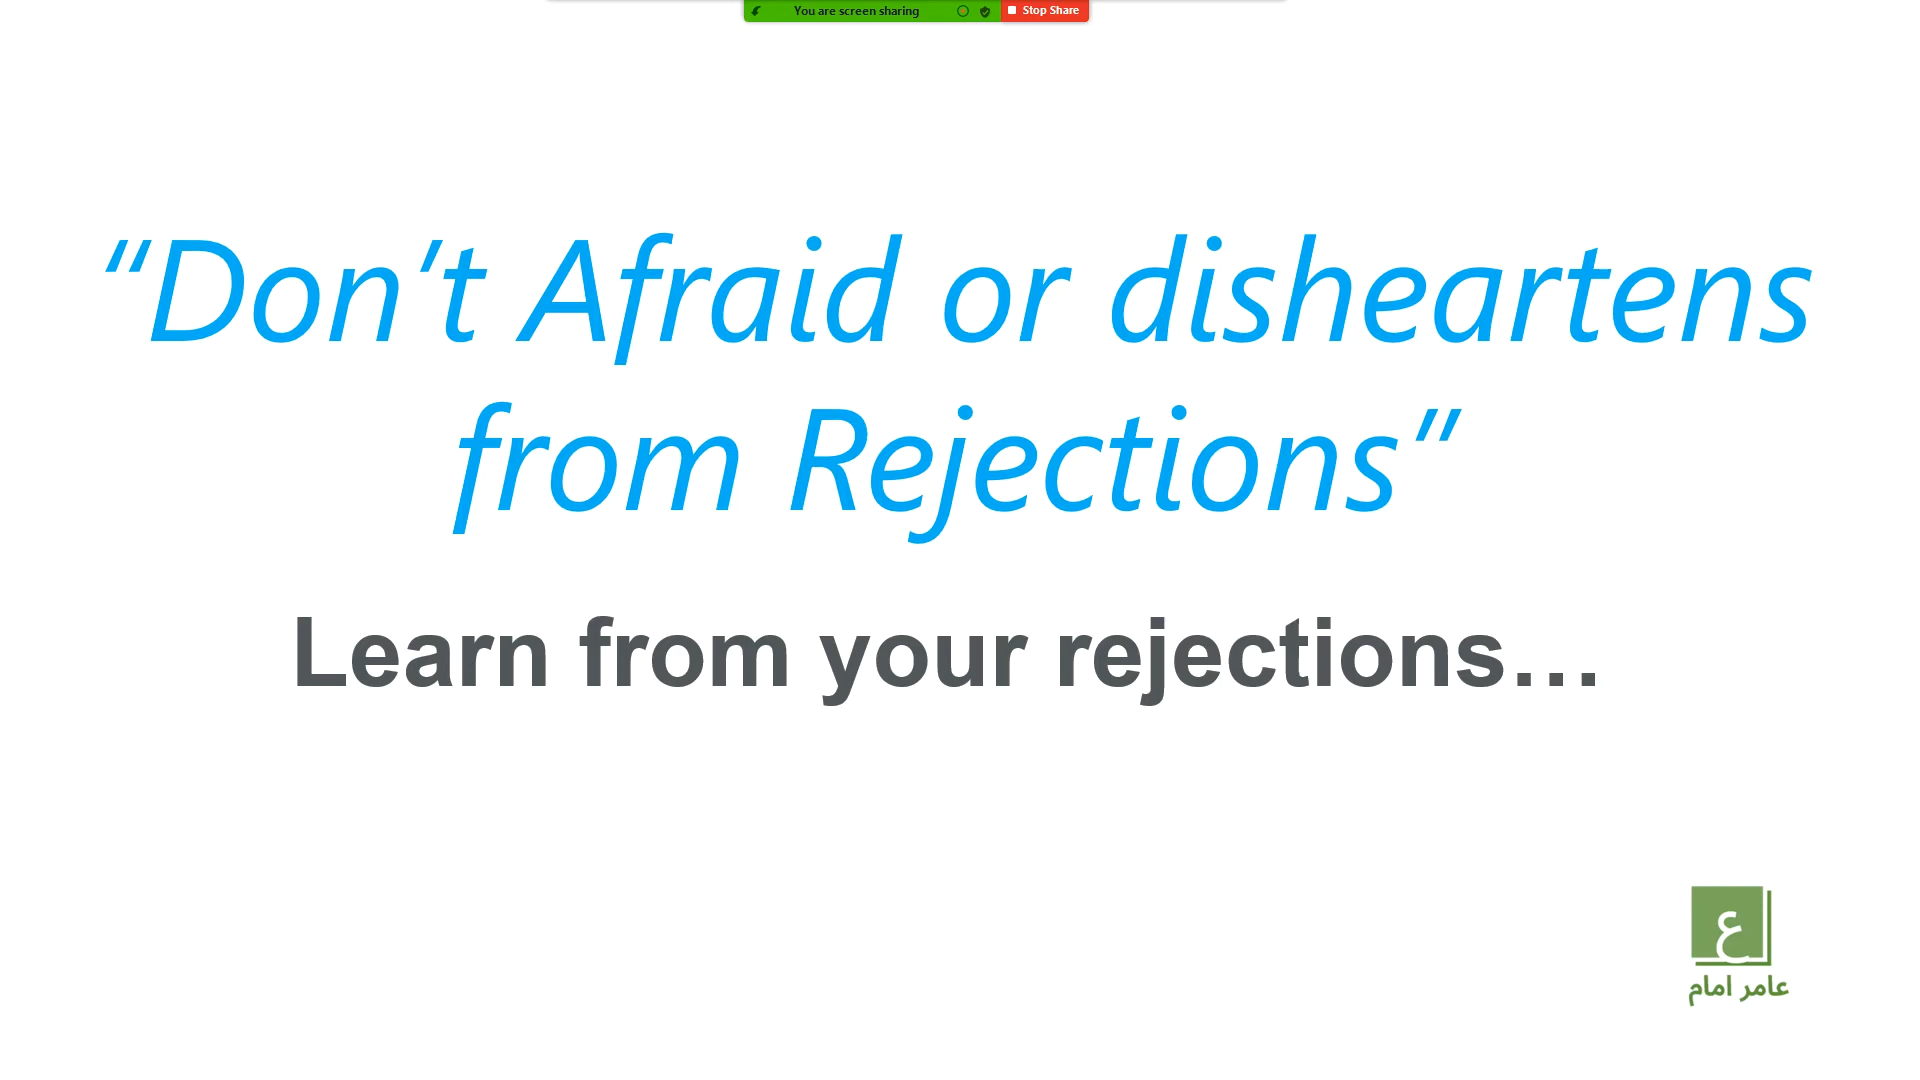 You are screen sharing
Stop Share
“Don’t Afraid or disheartens
from Rejections”
Learn from your rejections…
ع
عامر امام